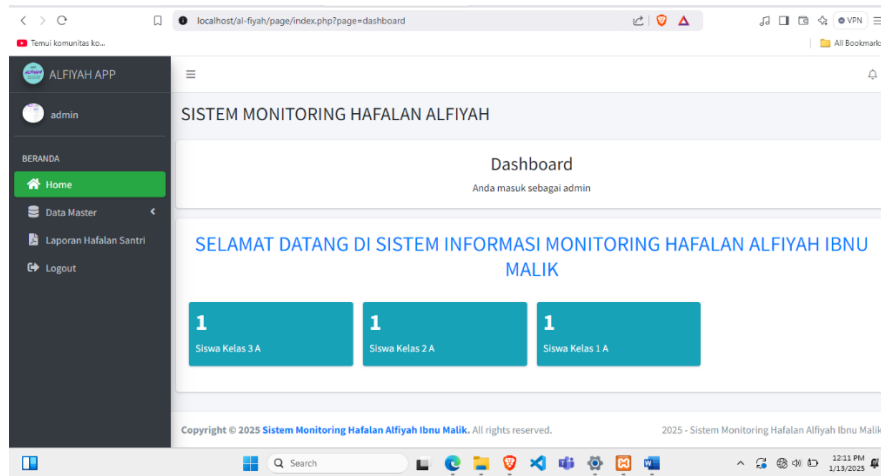 localhost/al-fiyah/page/index.php?page=dashboard
VPN
Temui komunitas ko...
All Bookmarks
ALFIYAH APP
admin
SISTEM MONITORING HAFALAN ALFIYAH
BERANDA
Dashboard
Anda masuk sebagai admin
Home
Data Master
Laporan Hafalan Santri
Logout
SELAMAT DATANG DI SISTEM INFORMASI MONITORING HAFALAN ALFIYAH IBNU
MALIK
1
Siswa Kelas 3 A
1
Siswa Kelas 2 A
1
Siswa Kelas 1 A
Copyright © 2025 Sistem Monitoring Hafalan Alfiyah Ibnu Malik. All rights reserved.
2025 - Sistem Monitoring Hafalan Alfiyah Ibnu Malik
Search
12:11 PM
1/13/2025